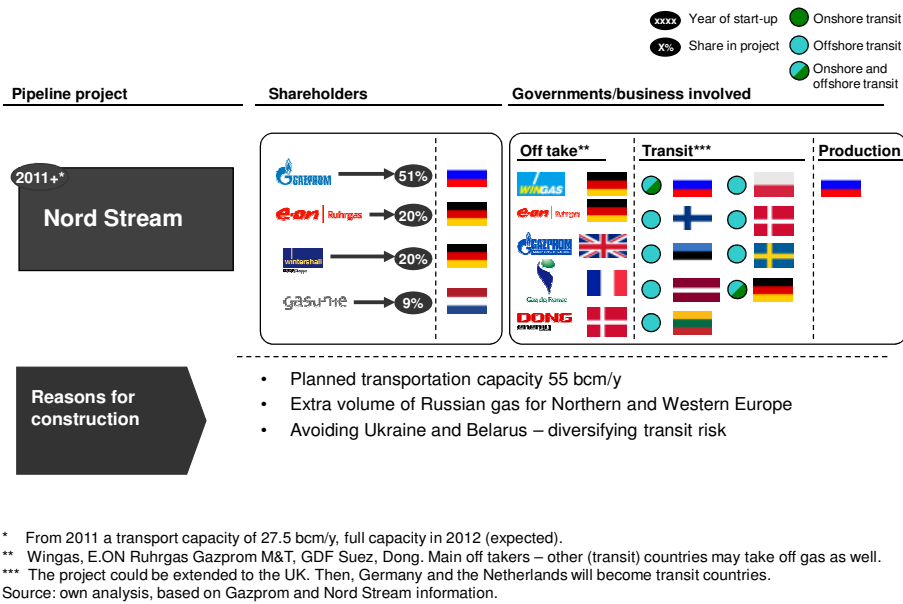 xxxx Year of start-up Onshore transit
X% Share in project Offshore transit
Onshore and
offshore transit
Pipeline project Shareholders Governments/business involved
Off take** Transit*** Production
2011+*
Nord Stream
GAZPROM 51%
e·on Ruhrgas 20%
wintershall 20%
gasunie 9%
WINGAS
e·on Ruhrgas
GAZPROM
Gaz de France
DONG
energy
Reasons for
construction
• Planned transportation capacity 55 bcm/y
• Extra volume of Russian gas for Northern and Western Europe
• Avoiding Ukraine and Belarus – diversifying transit risk
* From 2011 a transport capacity of 27.5 bcm/y, full capacity in 2012 (expected).
** Wingas, E.ON Ruhrgas Gazprom M&T, GDF Suez, Dong. Main off takers – other (transit) countries may take off gas as well.
*** The project could be extended to the UK. Then, Germany and the Netherlands will become transit countries.
Source: own analysis, based on Gazprom and Nord Stream information.